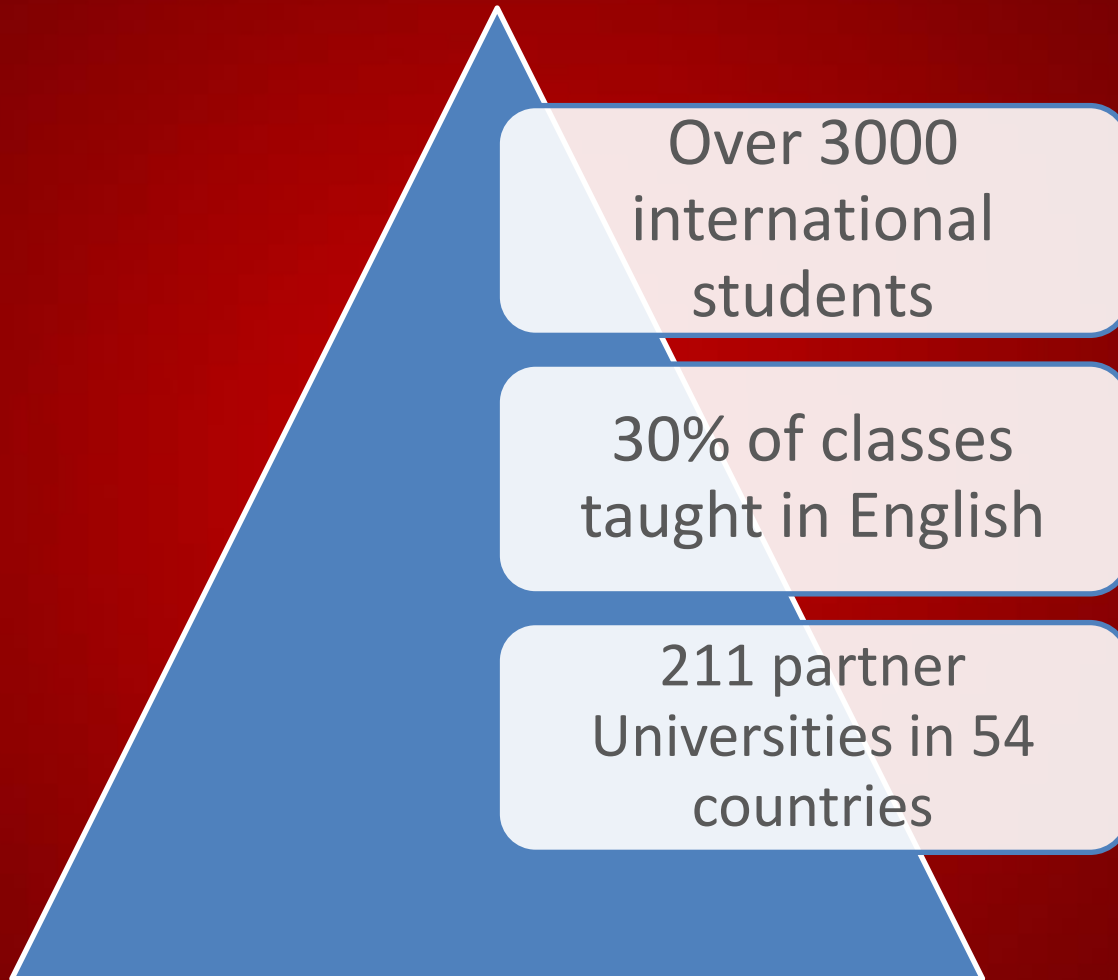 Over 3000
international
students
30% of classes
taught in English
211 partner
Universities in 54
countries